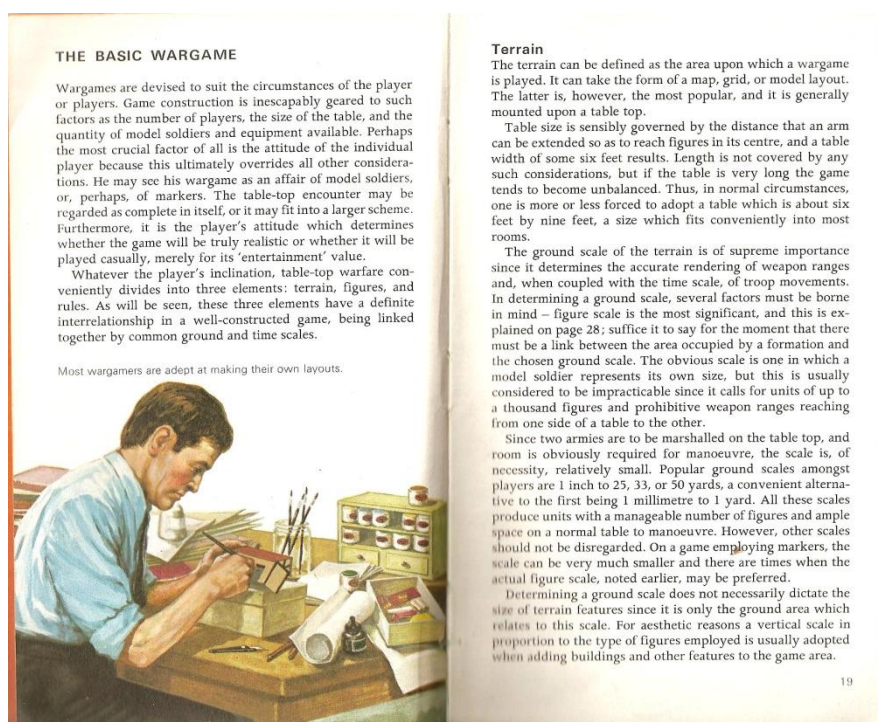 THE BASIC WARGAME
Wargames are devised to suit the circumstances of the player
or players. Game construction is inescapably geared to such
factors as the number of players, the size of the table, and the
quantity of model soldiers and equipment available. Perhaps
the most crucial factor of all is the attitude of the individual
player because this ultimately overrides all other considera-
tions. He may see his wargame as an affair of model soldiers,
or, perhaps, of markers. The table-top encounter may be
regarded as complete in itself, or it may fit into a larger scheme.
Furthermore, it is the player's attitude which determines
whether the game will be truly realistic or whether it will be
played casually, merely for its 'entertainment' value.
Whatever the player's inclination, table-top warfare con-
veniently divides into three elements: terrain, figures, and
rules. As will be seen, these three elements have a definite
interrelationship in a well-constructed game, being linked
together by common ground and time scales.
Most wargamers are adept at making their own layouts.
Terrain
The terrain can be defined as the area upon which a wargame
is played. It can take the form of a map, grid, or model layout.
The latter is, however, the most popular, and it is generally
mounted upon a table top.
Table size is sensibly governed by the distance that an arm
can be extended so as to reach figures in its centre, and a table
width of some six feet results. Length is not covered by any
such considerations, but if the table is very long the game
tends to become unbalanced. Thus, in normal circumstances,
one is more or less forced to adopt a table which is about six
feet by nine feet, a size which fits conveniently into most
rooms.
The ground scale of the terrain is of supreme importance
since it determines the accurate rendering of weapon ranges
and, when coupled with the time scale, of troop movements.
In determining a ground scale, several factors must be borne
in mind – figure scale is the most significant, and this is ex-
plained on page 28; suffice it to say for the moment that there
must be a link between the area occupied by a formation and
the chosen ground scale. The obvious scale is one in which a
model soldier represents its own size, but this is usually
considered to be impracticable since it calls for units of up to
a thousand figures and prohibitive weapon ranges reaching
from one side of a table to the other.
Since two armies are to be marshalled on the table top, and
room is obviously required for manoeuvre, the scale is, of
necessity, relatively small. Popular ground scales amongst
players are 1 inch to 25, 33, or 50 yards, a convenient alterna-
tive to the first being 1 millimetre to 1 yard. All these scales
produce units with a manageable number of figures and ample
space on a normal table to manoeuvre. However, other scales
should not be disregarded. On a game employing markers, the
scale can be very much smaller and there are times when the
actual figure scale, noted earlier, may be preferred.
Determining a ground scale does not necessarily dictate the
size of terrain features since it is only the ground area which
relates to this scale. For aesthetic reasons a vertical scale in
proportion to the type of figures employed is usually adopted
when adding buildings and other features to the game area.
19